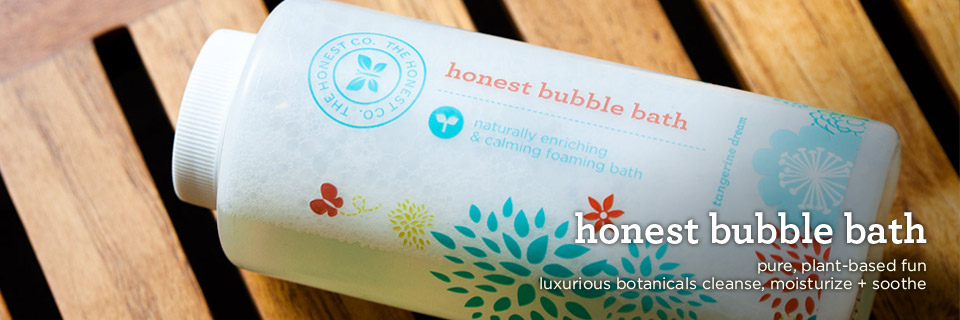 THE HONEST CO. THE HONEST CO.
honest bubble bath
naturally enriching
& calming foaming bath
tangerine dream
honest bubble bath
pure, plant-based fun
luxurious botanicals cleanse, moisturize + soothe